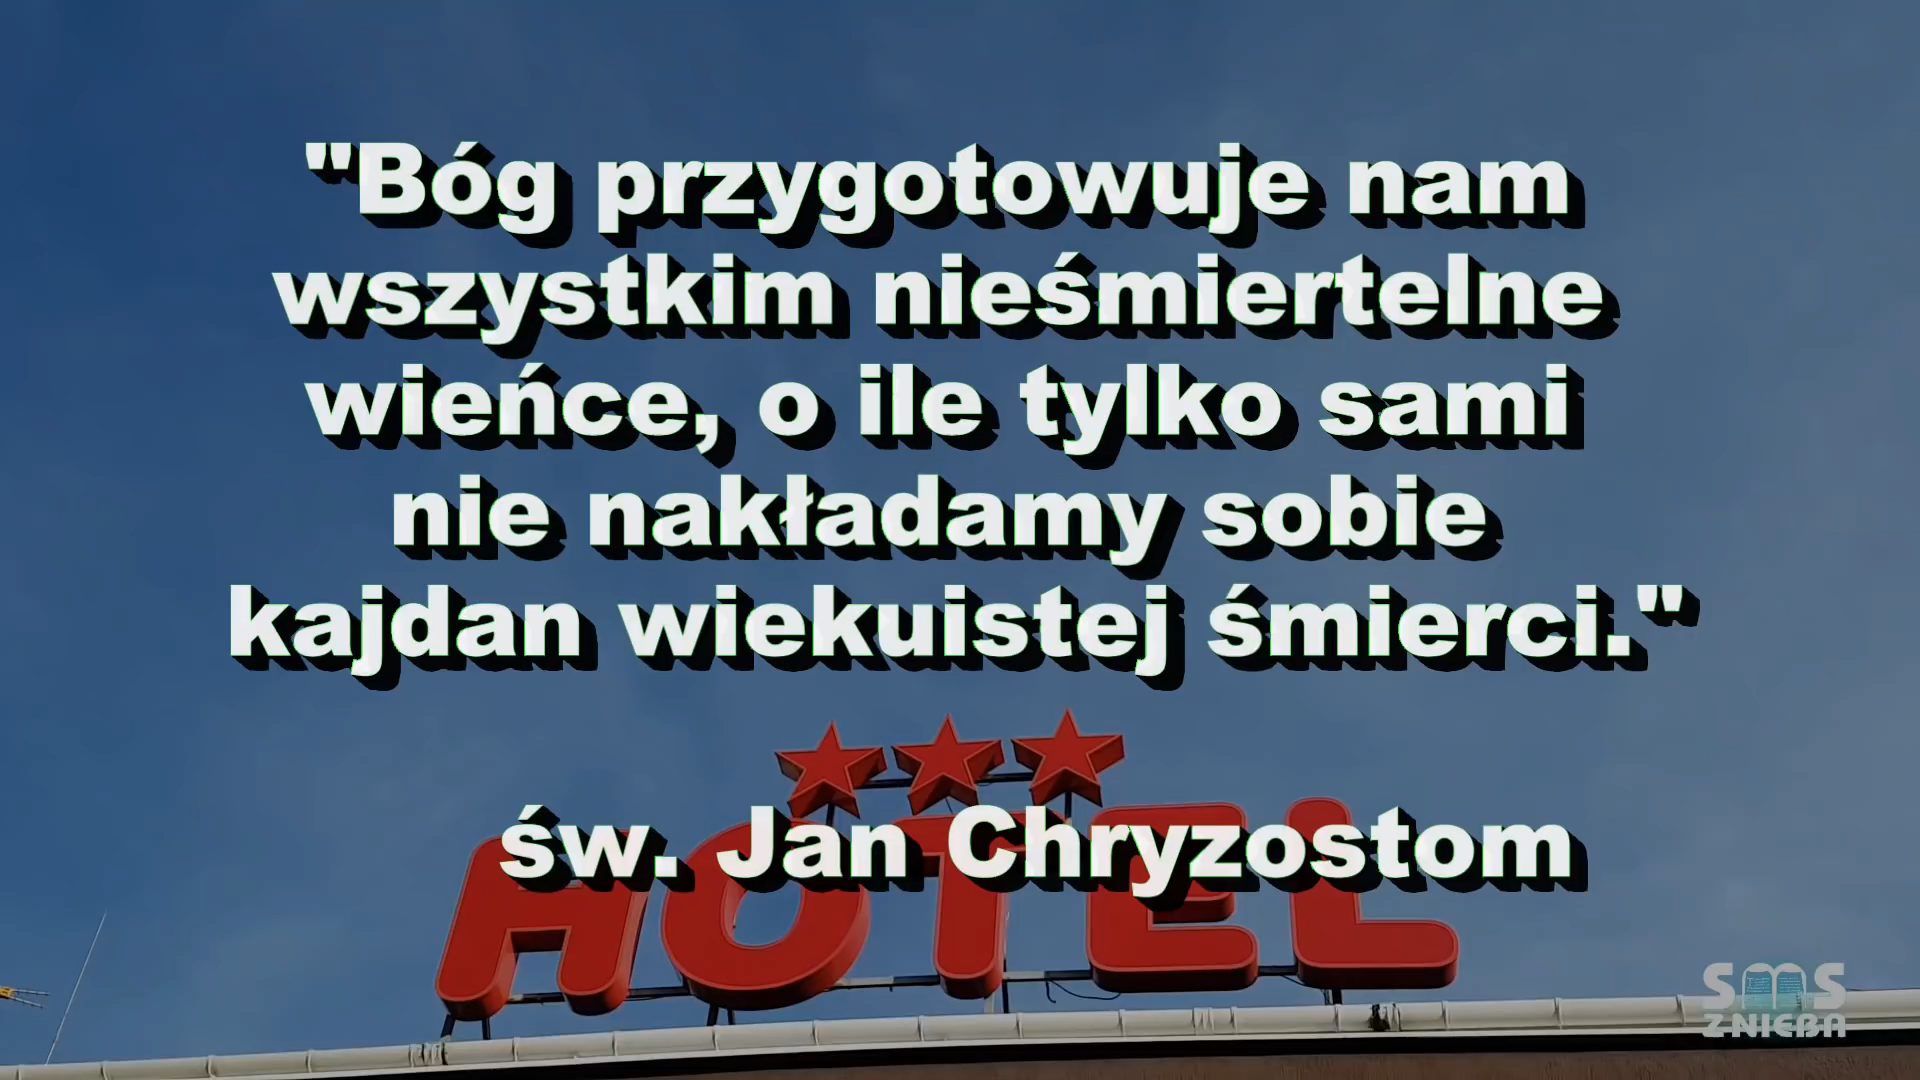 "Bóg przygotowuje nam
wszystkim nieśmiertelne
wieńce, o ile tylko sami
nie nakładamy sobie
kajdan wiekuistej śmierci."
św. Jan Chryzostom
HOTEL
SMS
Z NIEBA